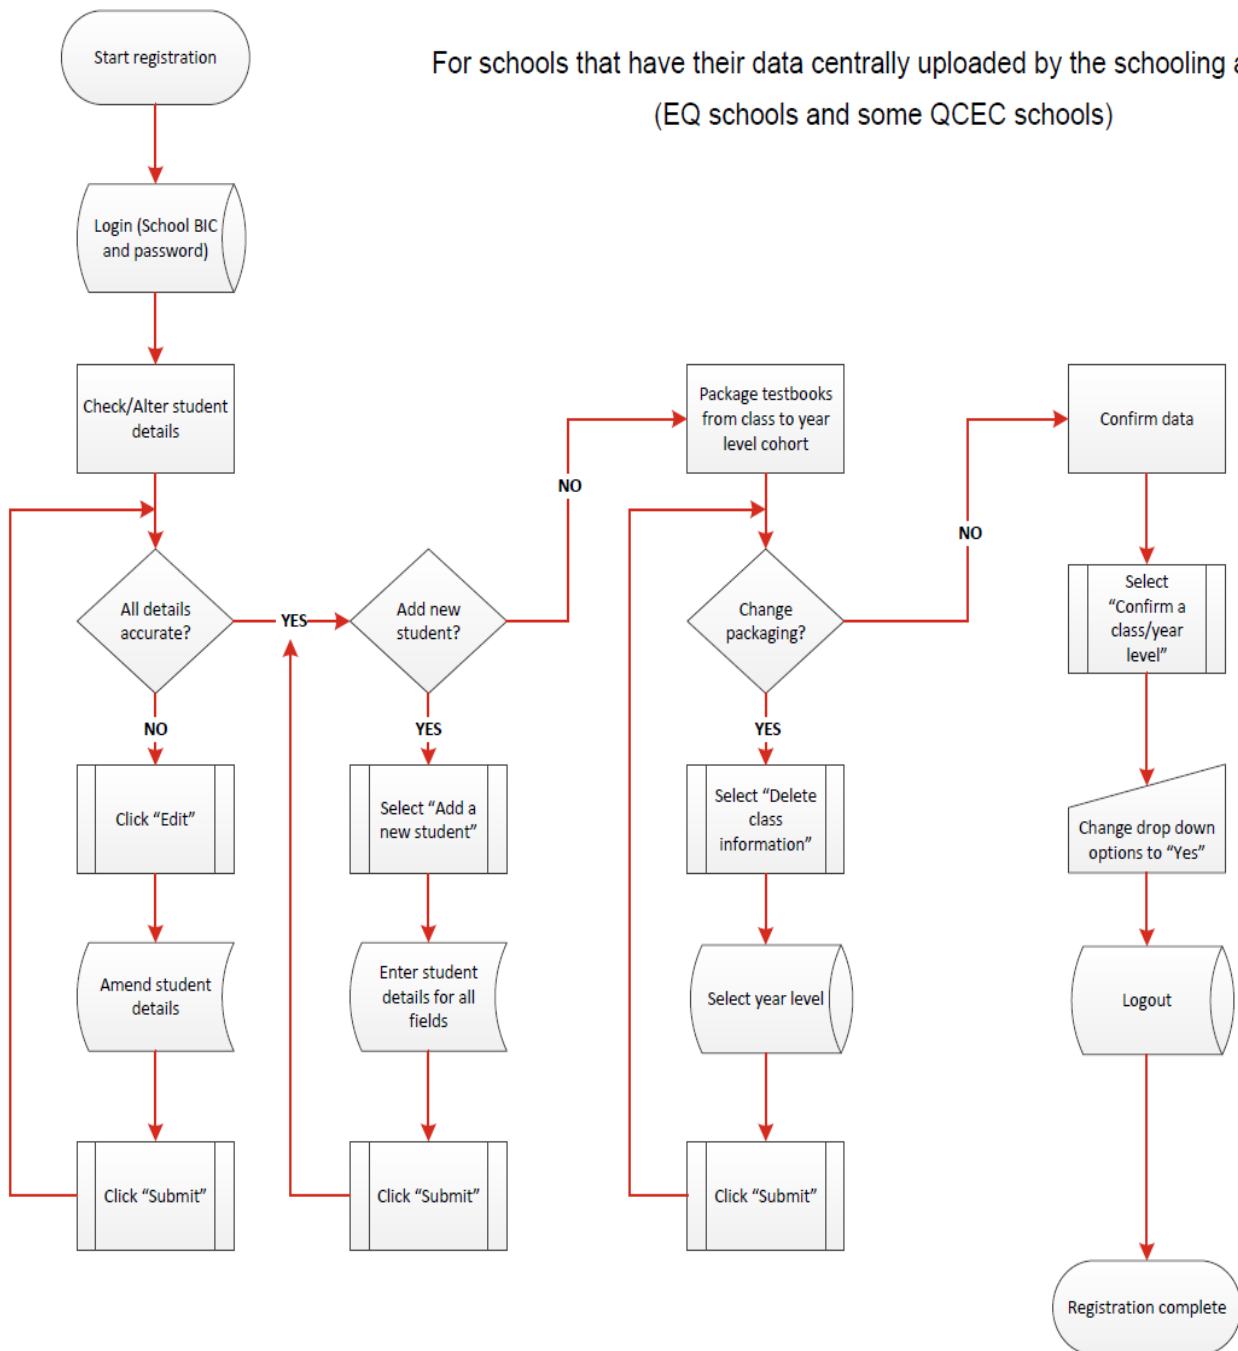 Start registration
For schools that have their data centrally uploaded by the schooling
(EQ schools and some QCEC schools)
Login (School BIC
and password)
Check/Alter student
details
All details
accurate?
YES
NO
Click “Edit”
Amend student
details
Click “Submit”
Add new
student?
NO
YES
Select “Add a
new student”
Enter student
details for all
fields
Click “Submit”
Package testbooks
from class to year
level cohort
Change
packaging?
NO
YES
Select “Delete
class
information”
Select year level
Click “Submit”
Confirm data
Select
“Confirm a
class/year
level”
Change drop down
options to “Yes”
Logout
Registration complete